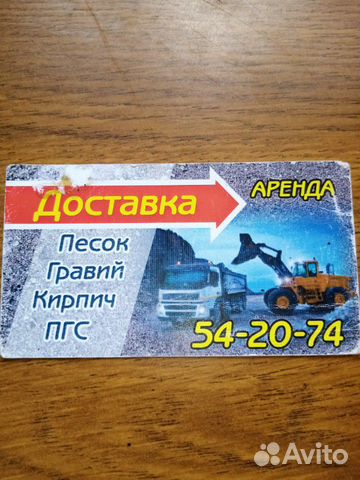 Доставка
АРЕНДА
Песок
Гравий
Кирпич
ПГС
54-20-74
Avito